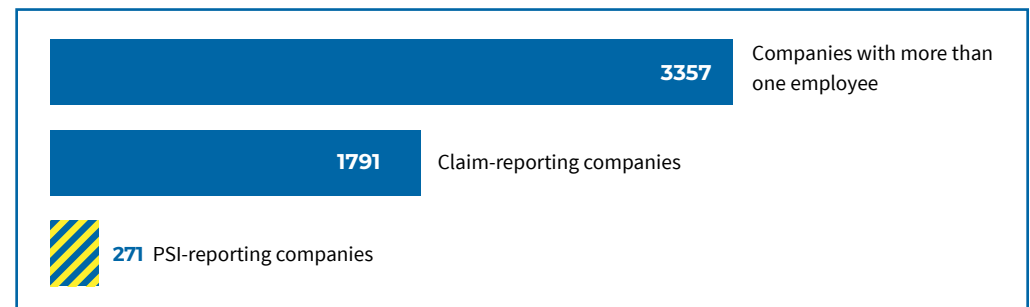 3357
Companies with more than
one employee
1791
Claim-reporting companies
271 PSI-reporting companies